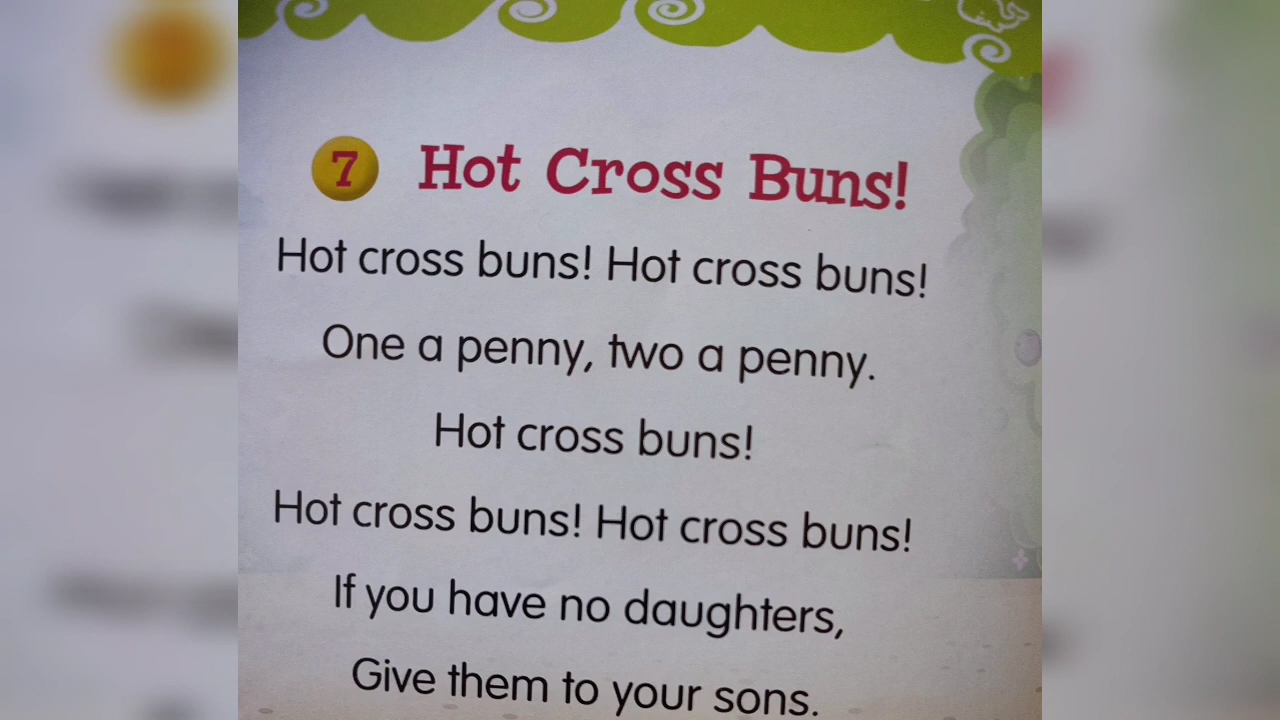 7 Hot Cross Buns!
Hot cross buns! Hot cross buns!
One a penny, two a penny.
Hot cross buns!
Hot cross buns! Hot cross buns!
If you have no daughters,
Give them to your sons.